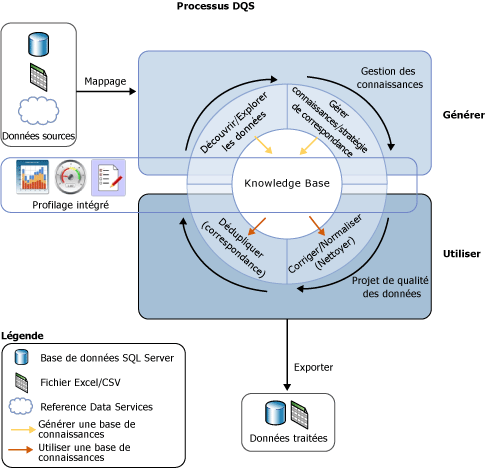 Processus DQS
Données sources
Mappage
Gestion des
connaissances
Générer
Découvrir/Explorer
les données
Gérer
connaissances/stratégie
de correspondance
Knowledge Base
Profilage intégré
Dédupliquer
(correspondance)
Corriger/Normaliser
(Nettoyer)
Utiliser
Projet de qualité
des données
Exporter
Données traitées
Légende
Base de données SQL Server
Fichier Excel/CSV
Reference Data Services
Générer une base de
connaissances
Utiliser une base de
connaissances